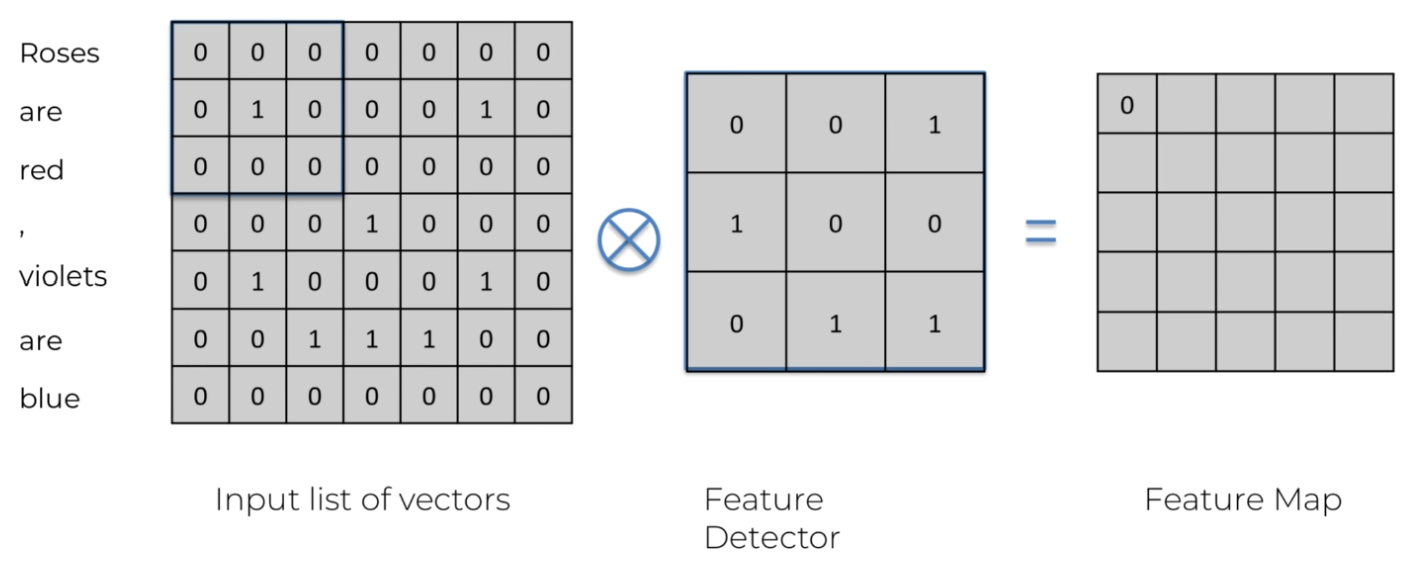 Roses 0 0 0 0 0 0 0
are 0 1 0 0 0 1 0
red 0 0 0 0 0 0 0
, 0 0 0 1 0 0 0
violets 0 1 0 0 0 1 0
are 0 0 1 1 1 0 0
blue 0 0 0 0 0 0 0
0 0 1
1 0 0
0 1 1
=
0
Input list of vectors
Feature
Detector
Feature Map